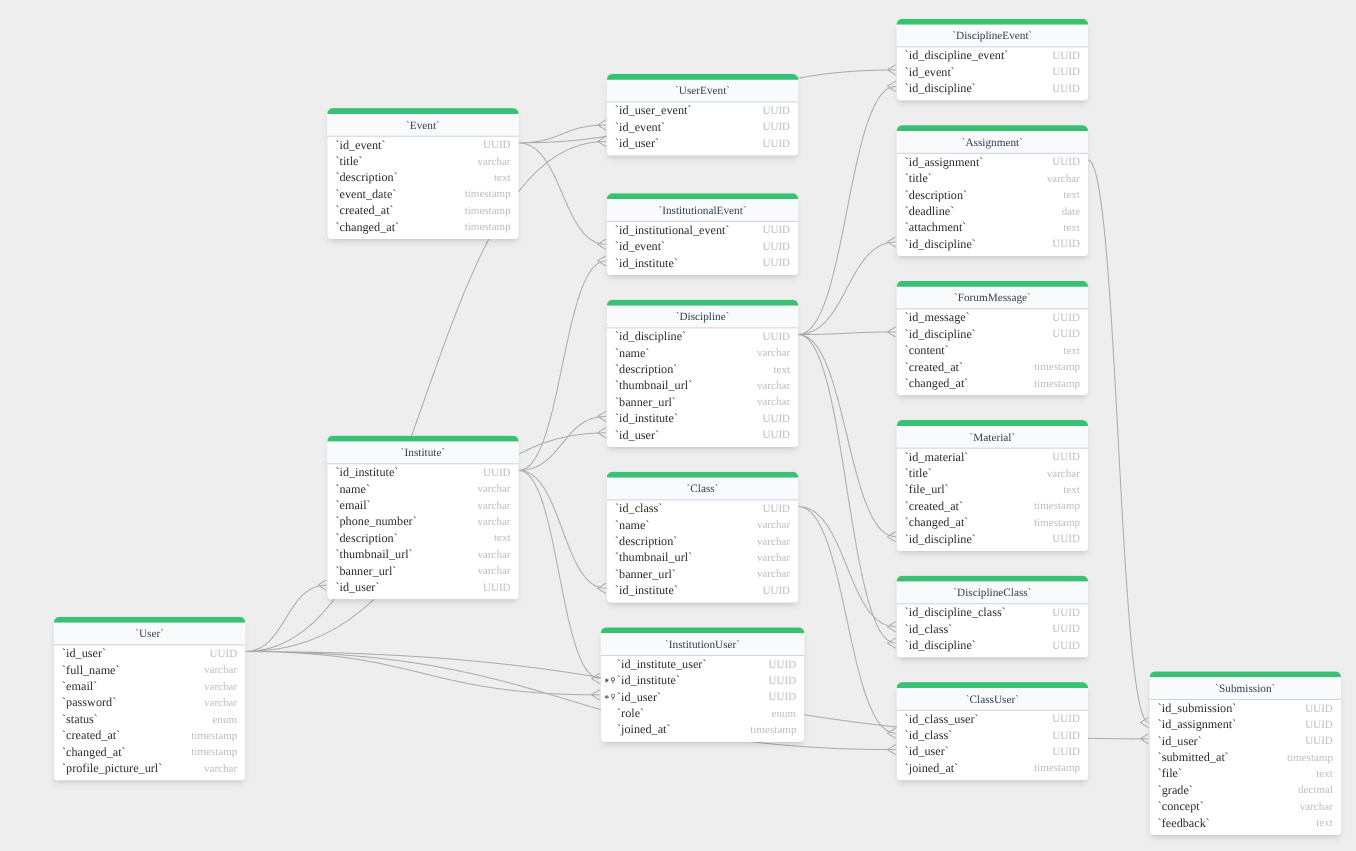 `User`
`id_user` UUID
`full_name` varchar
`email` varchar
`password` varchar
`status` enum
`created_at` timestamp
`changed_at` timestamp
`profile_picture_url` varchar
`Event`
`id_event` UUID
`title` varchar
`description` text
`event_date` timestamp
`created_at` timestamp
`changed_at` timestamp
`Institute`
`id_institute` UUID
`name` varchar
`email` varchar
`phone_number` varchar
`description` text
`thumbnail_url` varchar
`banner_url` varchar
`id_user` UUID
`UserEvent`
`id_user_event` UUID
`id_event` UUID
`id_user` UUID
`InstitutionalEvent`
`id_institutional_event` UUID
`id_event` UUID
`id_institute` UUID
`Discipline`
`id_discipline` UUID
`name` varchar
`description` text
`thumbnail_url` varchar
`banner_url` varchar
`id_institute` UUID
`id_user` UUID
`Class`
`id_class` UUID
`name` varchar
`description` varchar
`thumbnail_url` varchar
`banner_url` varchar
`id_institute` UUID
`InstitutionUser`
`id_institute_user` UUID
`id_institute` UUID
`id_user` UUID
`role` enum
`joined_at` timestamp
`DisciplineEvent`
`id_discipline_event` UUID
`id_event` UUID
`id_discipline` UUID
`Assignment`
`id_assignment` UUID
`title` varchar
`description` text
`deadline` date
`attachment` text
`id_discipline` UUID
`ForumMessage`
`id_message` UUID
`id_discipline` UUID
`content` text
`created_at` timestamp
`changed_at` timestamp
`Material`
`id_material` UUID
`title` varchar
`file_url` text
`created_at` timestamp
`changed_at` timestamp
`id_discipline` UUID
`DisciplineClass`
`id_discipline_class` UUID
`id_class` UUID
`id_discipline` UUID
`ClassUser`
`id_class_user` UUID
`id_class` UUID
`id_user` UUID
`joined_at` timestamp
`Submission`
`id_submission` UUID
`id_assignment` UUID
`id_user` UUID
`submitted_at` timestamp
`file` text
`grade` decimal
`concept` varchar
`feedback` text